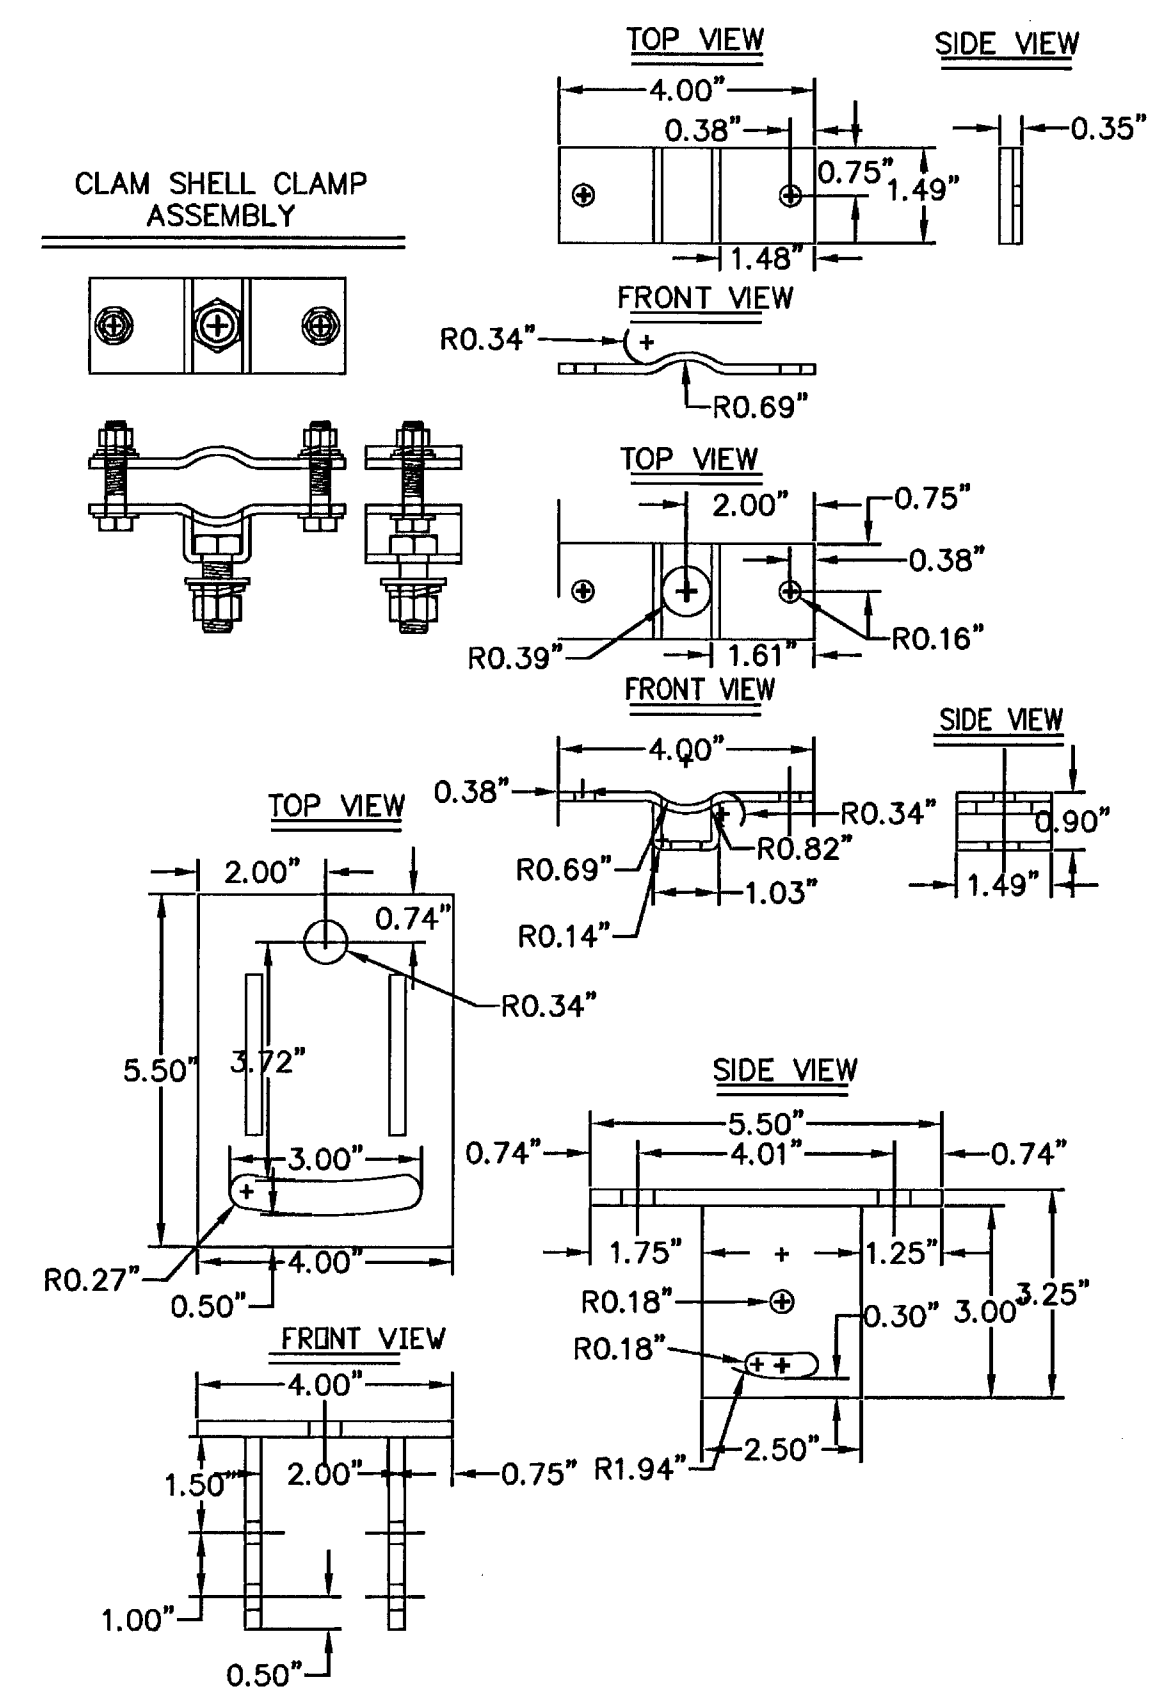 TOP VIEW
SIDE VIEW
4.00”
0.38”
0.35”
0.75”
1.49”
1.48”
CLAM SHELL CLAMP
ASSEMBLY
FRONT VIEW
R0.34”
R0.69”
TOP VIEW
2.00”
0.75”
0.38”
R0.16”
R0.39”
1.61”
FRONT VIEW
SIDE VIEW
4.00”
0.38”
R0.34”
0.90”
R0.82”
R0.69”
1.03”
1.49”
R0.14”
TOP VIEW
2.00”
0.74”
R0.34”
5.50”
3.72”
3.00”
R0.27”
4.00”
0.50”
SIDE VIEW
5.50”
0.74”
4.01”
0.74”
1.75”
1.25”
R0.18”
0.30”
3.00”
3.25”
R0.18”
2.50”
R1.94”
FRONT VIEW
4.00”
1.50”
2.00”
0.75”
1.00”
0.50”